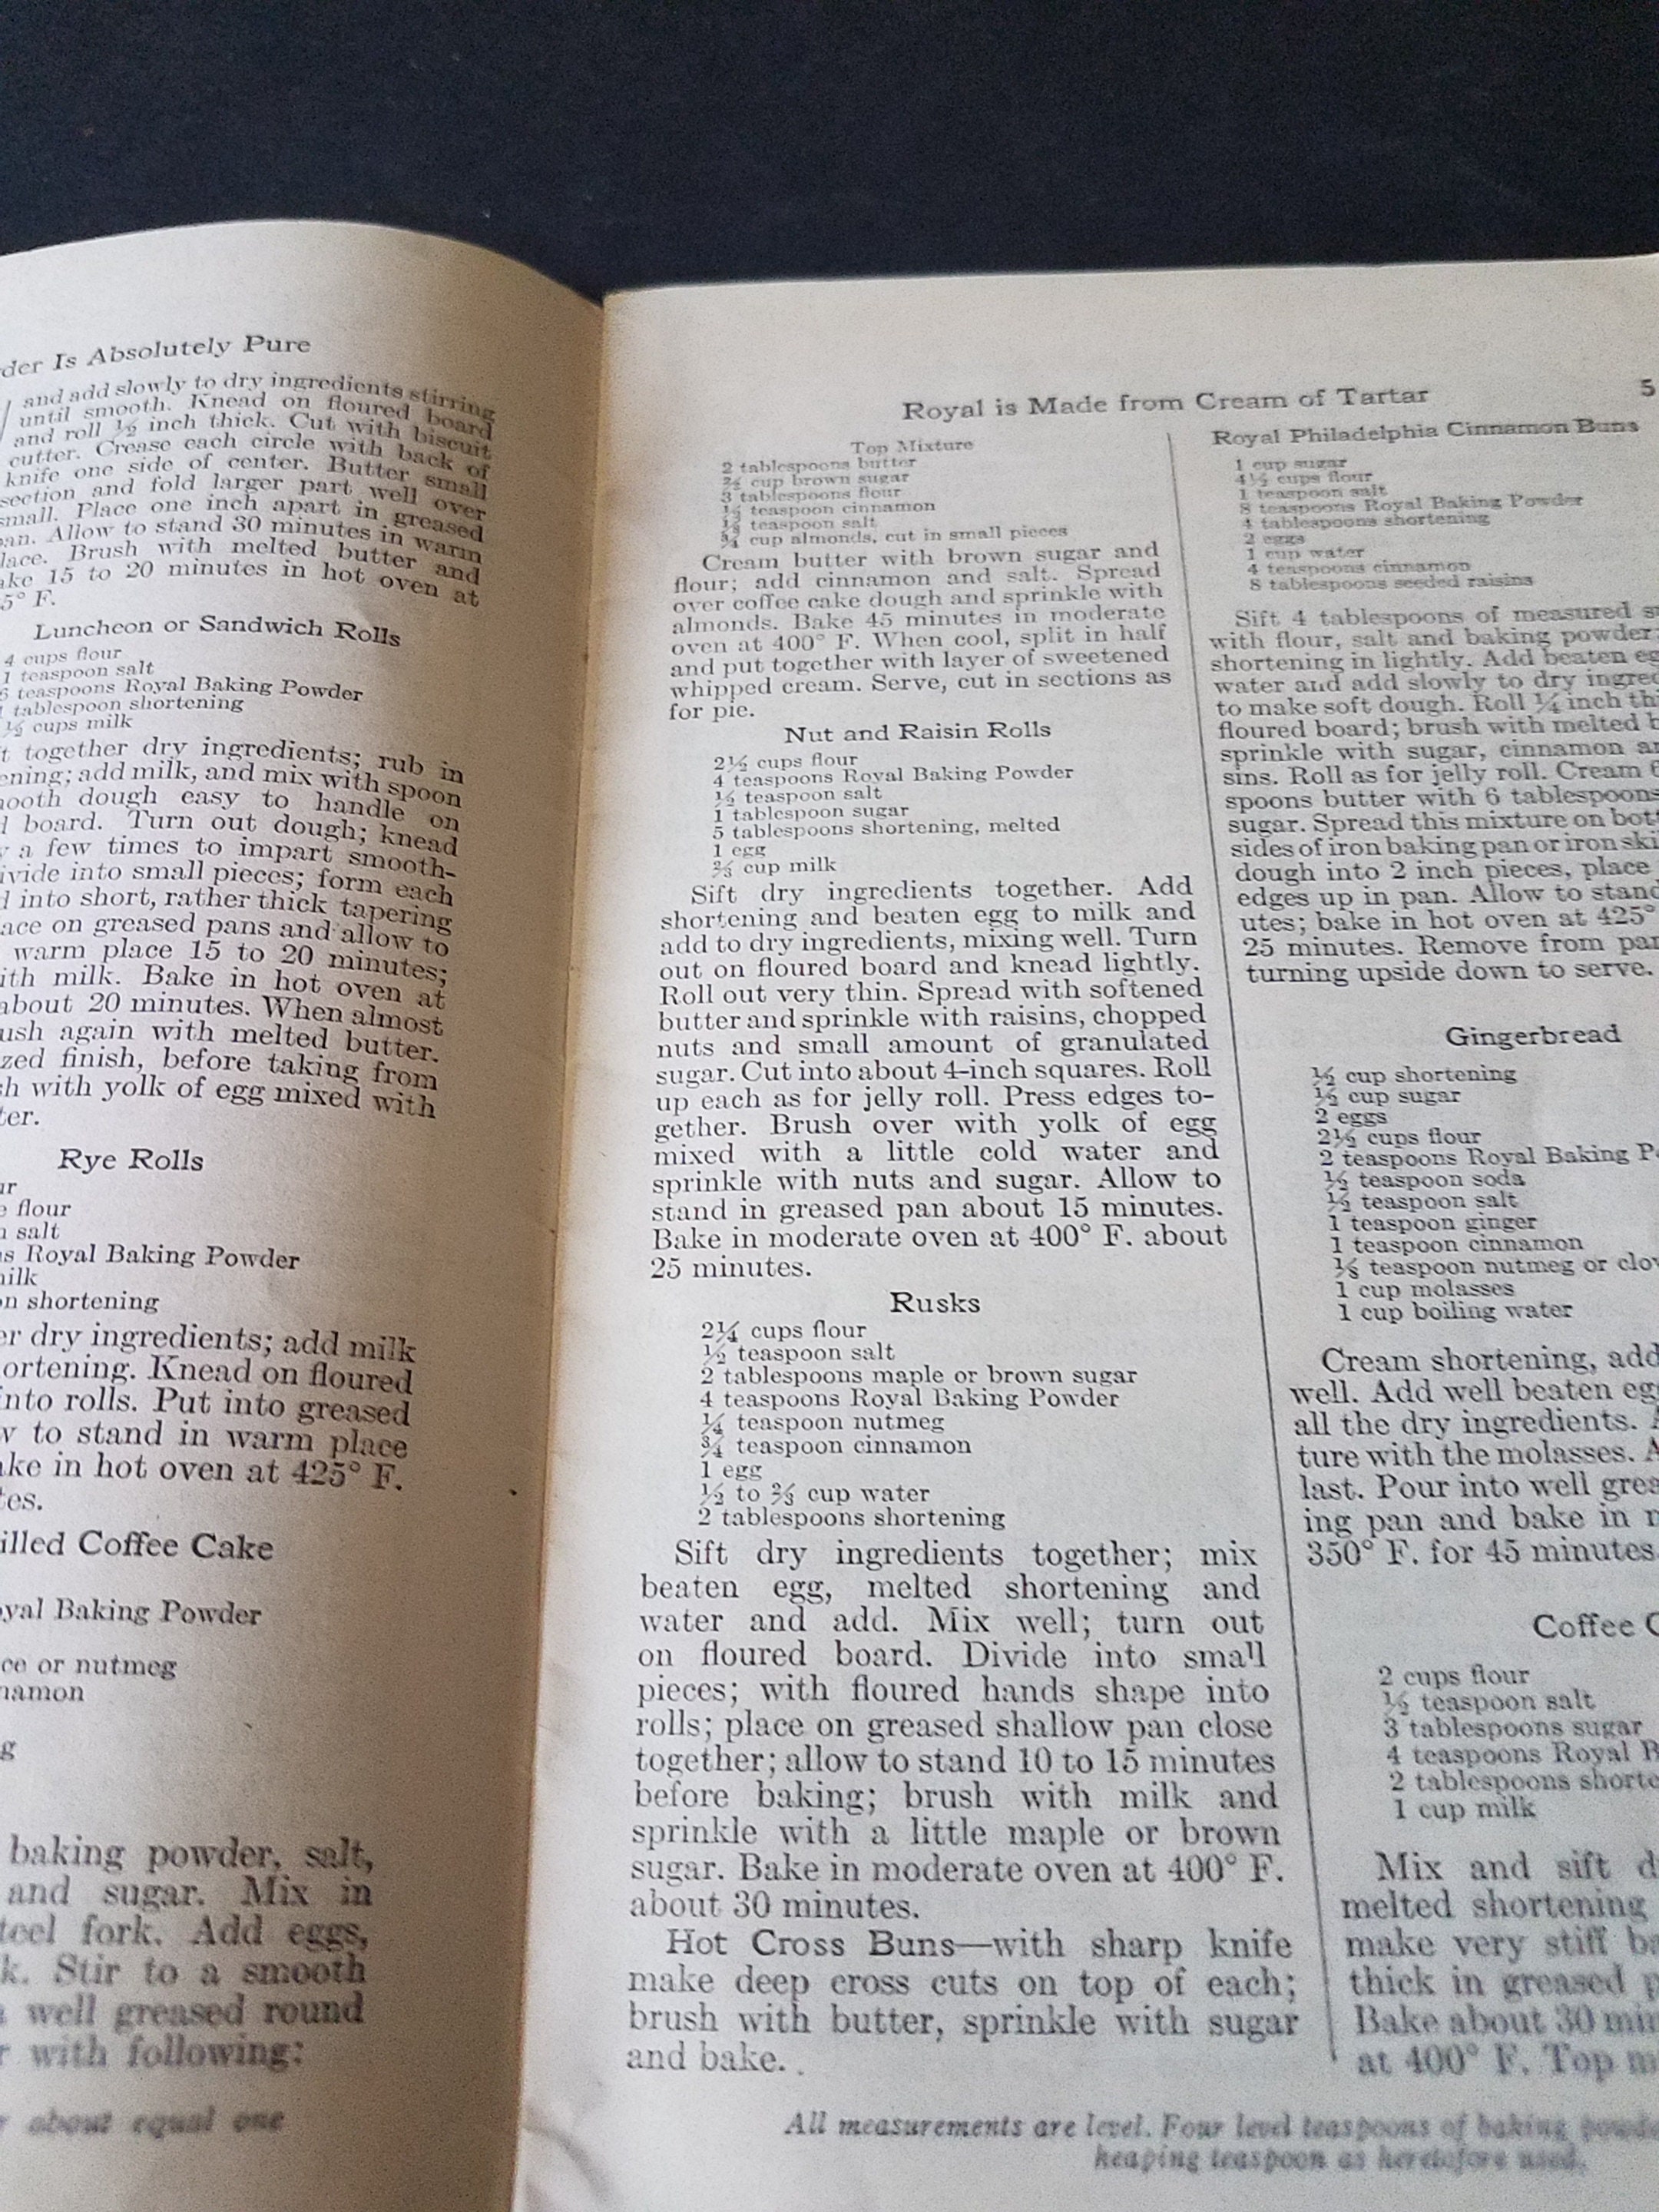 der Is Absolutely Pure
and add slowly to dry ingredients stirring
until smooth. Knead on floured board
and roll ½ inch thick. Cut with biscuit
cutter. Crease each circle with back of
knife one side of center. Butter small
section and fold larger part well over
small. Place one inch apart in greased
pan. Allow to stand 30 minutes in warm
lace. Brush with melted butter and
ake 15 to 20 minutes in hot oven at
5° F.
Luncheon or Sandwich Rolls
4 cups flour
1 teaspoon salt
6 teaspoons Royal Baking Powder
1 tablespoon shortening
½ cups milk
t together dry ingredients; rub in
ening; add milk, and mix with spoon
ooth dough easy to handle on
d board. Turn out dough; knead
y a few times to impart smooth-
ivide into small pieces; form each
d into short, rather thick tapering
ace on greased pans and allow to
warm place 15 to 20 minutes;
ith milk. Bake in hot oven at
about 20 minutes. When almost
ush again with melted butter.
zed finish, before taking from
sh with yolk of egg mixed with
ter.
Rye Rolls
ur
e flour
n salt
ns Royal Baking Powder
milk
on shortening
er dry ingredients; add milk
hortening. Knead on floured
into rolls. Put into greased
w to stand in warm place
ake in hot oven at 425° F.
tes.
illed Coffee Cake
oyal Baking Powder
ce or nutmeg
namon
g
baking powder, salt,
and sugar. Mix in
teel fork. Add eggs,
k. Stir to a smooth
well greased round
r with following:
about equal one
Royal is Made from Cream of Tartar 5
Top Mixture
2 tablespoons butter
⅔ cup brown sugar
3 tablespoons flour
½ teaspoon cinnamon
⅛ teaspoon salt
¾ cup almonds, cut in small pieces
Cream butter with brown sugar and
flour; add cinnamon and salt. Spread
over coffee cake dough and sprinkle with
almonds. Bake 45 minutes in moderate
oven at 400° F. When cool, split in half
and put together with layer of sweetened
whipped cream. Serve, cut in sections as
for pie.
Nut and Raisin Rolls
2½ cups flour
4 teaspoons Royal Baking Powder
½ teaspoon salt
1 tablespoon sugar
5 tablespoons shortening, melted
1 egg
⅔ cup milk
Sift dry ingredients together. Add
shortening and beaten egg to milk and
add to dry ingredients, mixing well. Turn
out on floured board and knead lightly.
Roll out very thin. Spread with softened
butter and sprinkle with raisins, chopped
nuts and small amount of granulated
sugar. Cut into about 4-inch squares. Roll
up each as for jelly roll. Press edges to-
gether. Brush over with yolk of egg
mixed with a little cold water and
sprinkle with nuts and sugar. Allow to
stand in greased pan about 15 minutes.
Bake in moderate oven at 400° F. about
25 minutes.
Rusks
2¼ cups flour
½ teaspoon salt
2 tablespoons maple or brown sugar
4 teaspoons Royal Baking Powder
¼ teaspoon nutmeg
¾ teaspoon cinnamon
1 egg
½ to ⅔ cup water
2 tablespoons shortening
Sift dry ingredients together; mix
beaten egg, melted shortening and
water and add. Mix well; turn out
on floured board. Divide into small
pieces; with floured hands shape into
rolls; place on greased shallow pan close
together; allow to stand 10 to 15 minutes
before baking; brush with milk and
sprinkle with a little maple or brown
sugar. Bake in moderate oven at 400° F.
about 30 minutes.
Hot Cross Buns—with sharp knife
make deep cross cuts on top of each;
brush with butter, sprinkle with sugar
and bake.
Royal Philadelphia Cinnamon Buns
1 cup sugar
4½ cups flour
1 teaspoon salt
8 teaspoons Royal Baking Powder
4 tablespoons shortening
2 eggs
1 cup water
4 teaspoons cinnamon
8 tablespoons seeded raisins
Sift 4 tablespoons of measured su
with flour, salt and baking powder;
shortening in lightly. Add beaten eg
water and add slowly to dry ingred
to make soft dough. Roll ¼ inch thi
floured board; brush with melted b
sprinkle with sugar, cinnamon an
sins. Roll as for jelly roll. Cream 6
spoons butter with 6 tablespoons
sugar. Spread this mixture on bott
sides of iron baking pan or iron ski
dough into 2 inch pieces, place
edges up in pan. Allow to stand
utes; bake in hot oven at 425°
25 minutes. Remove from pan
turning upside down to serve.
Gingerbread
½ cup shortening
½ cup sugar
2 eggs
2½ cups flour
2 teaspoons Royal Baking P
½ teaspoon soda
½ teaspoon salt
1 teaspoon ginger
1 teaspoon cinnamon
⅛ teaspoon nutmeg or clov
1 cup molasses
1 cup boiling water
Cream shortening, add
well. Add well beaten eg
all the dry ingredients. A
ture with the molasses. A
last. Pour into well grea
ing pan and bake in m
350° F. for 45 minutes.
Coffee C
2 cups flour
½ teaspoon salt
3 tablespoons sugar
4 teaspoons Royal B
2 tablespoons shorte
1 cup milk
Mix and sift d
melted shortening
make very stiff ba
thick in greased p
Bake about 30 min
at 400° F. Top m
All measurements are level. Four level teaspoons of baking powde
heaping teaspoon as heretofore used.